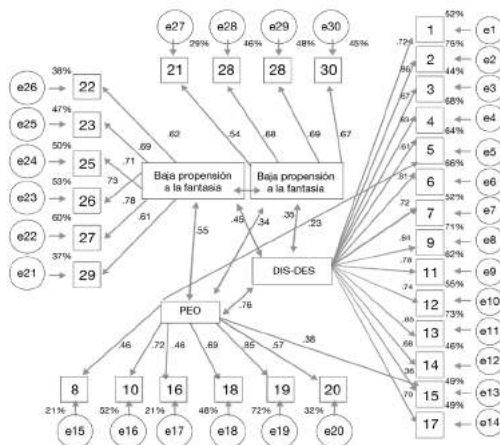 e27 e28 e29 e30
29% 46% 48% 45%
21 28 28 30
.54 .68 .69 .67
e26 38% 22 .62
e25 47% 23 .69
e24 50% 25 .71
e23 53% 26 .73
e22 60% 27 .78
e21 37% 29 .61
Baja propensión
a la fantasia
Baja propensión
a la fantasia
.55 .45 .34 .35 .23
DIS-DES
.76
PEO
.46 .72 .46 .69 .85 .57 .38
8 10 16 18 19 20
21% 52% 21% 48% 72% 32%
e15 e16 e17 e18 e19 e20
52%
1 e1
2 e2
44%
3 e3
68%
4 e4
64%
5 e5
66%
6 e6
52%
7 e7
71%
9 e8
62%
11 e9
55%
12 e10
73%
13 e11
46%
14 e12
49%
15 e13
49%
17 e14
.86
.67
.72
.78
.74